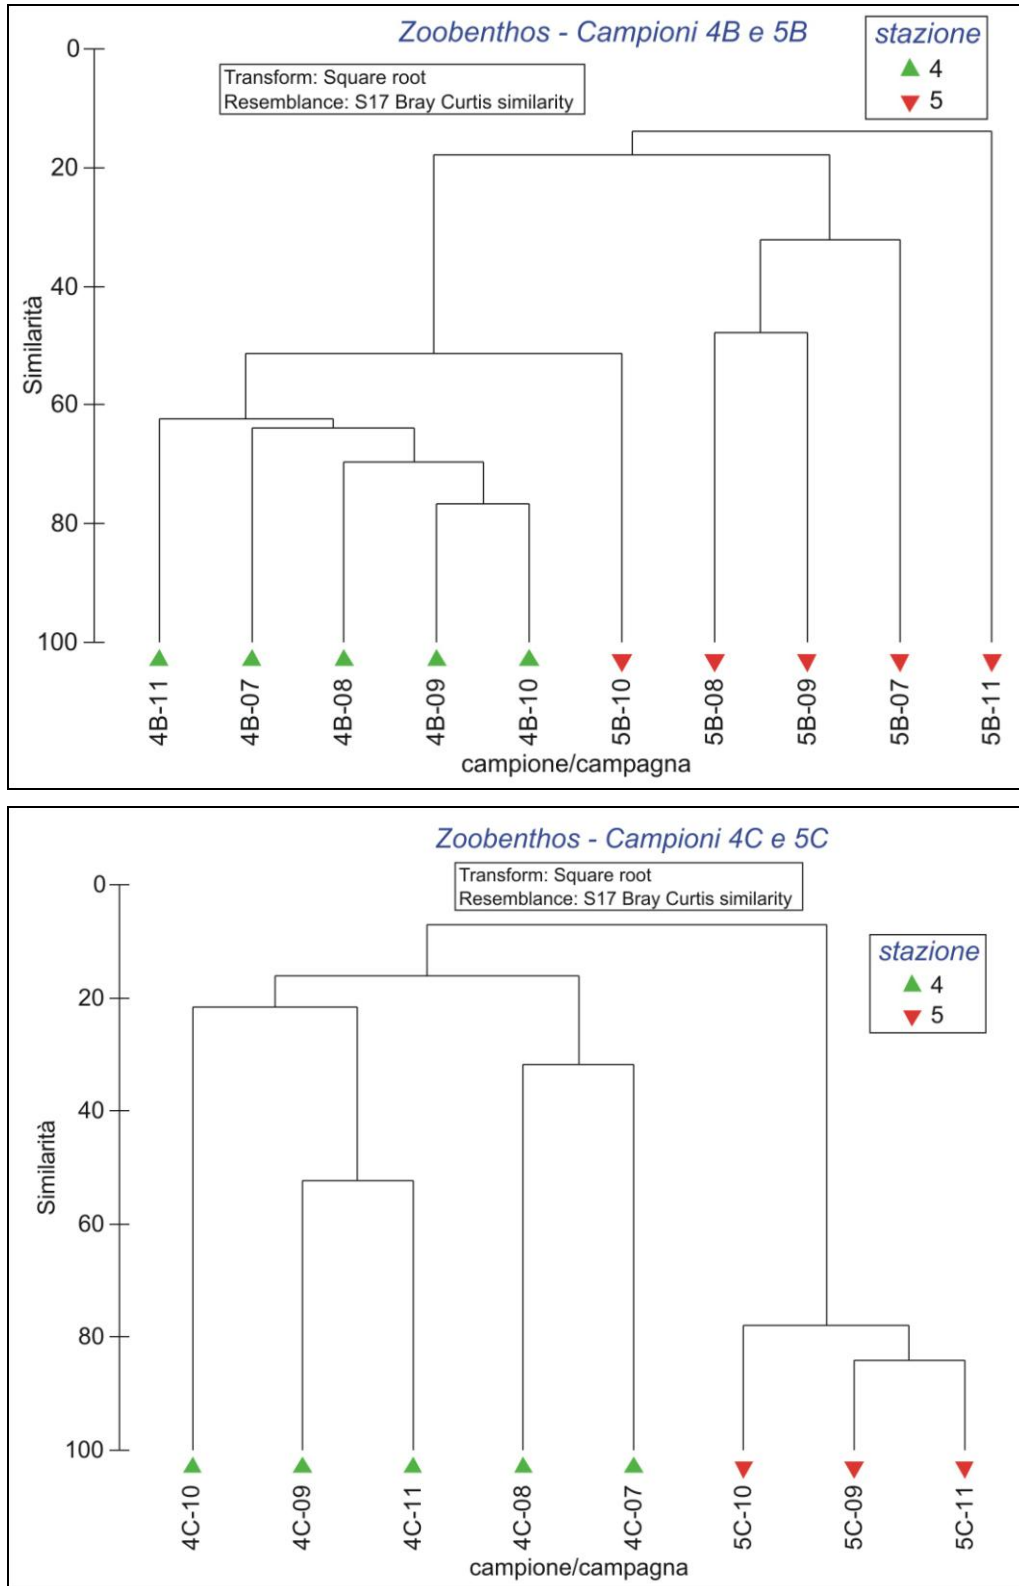 Zoobenthos - Campioni 4B e 5B
Transform: Square root
Resemblance: S17 Bray Curtis similarity
stazione
4
5
0
20
40
60
80
100
Similarità
4B-11
4B-07
4B-08
4B-09
4B-10
5B-10
5B-08
5B-09
5B-07
5B-11
campione/campagna
Zoobenthos - Campioni 4C e 5C
Transform: Square root
Resemblance: S17 Bray Curtis similarity
stazione
4
5
0
20
40
60
80
100
Similarità
4C-10
4C-09
4C-11
4C-08
4C-07
5C-10
5C-09
5C-11
campione/campagna